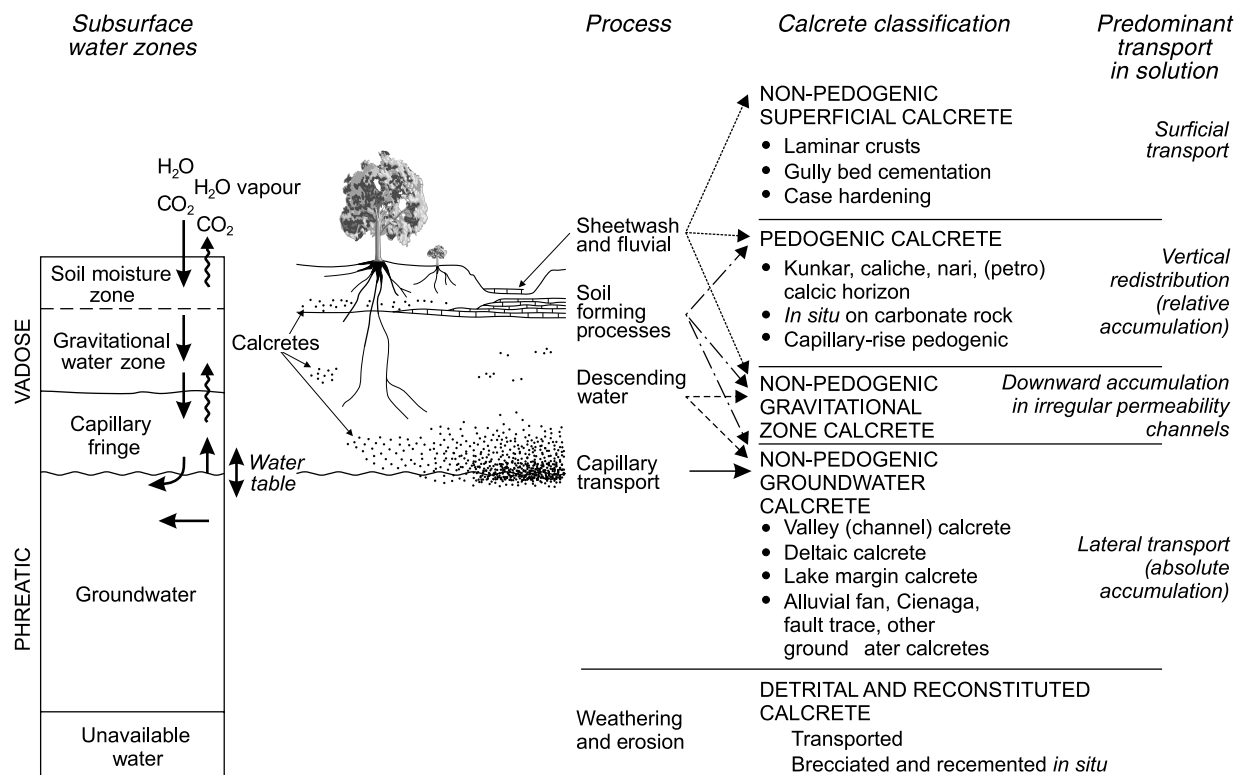 Subsurface
water zones
Process
Calcrete classification
Predominant
transport
in solution
H₂O
H₂O vapour
CO₂
CO₂
VADOSE
Soil moisture
zone
Gravitational
water zone
Capillary
fringe
Water
table
PHREATIC
Groundwater
Unavailable
water
Calcretes
Sheetwash
and fluvial
Soil
forming
processes
Descending
water
Capillary
transport
Weathering
and erosion
NON-PEDOGENIC
SUPERFICIAL CALCRETE
• Laminar crusts
• Gully bed cementation
• Case hardening
Surficial
transport
PEDOGENIC CALCRETE
• Kunkar, caliche, nari, (petro)
calcic horizon
• In situ on carbonate rock
• Capillary-rise pedogenic
Vertical
redistribution
(relative
accumulation)
NON-PEDOGENIC
GRAVITATIONAL
ZONE CALCRETE
Downward accumulation
in irregular permeability
channels
NON-PEDOGENIC
GROUNDWATER
CALCRETE
• Valley (channel) calcrete
• Deltaic calcrete
• Lake margin calcrete
• Alluvial fan, Cienaga,
fault trace, other
ground ater calcretes
Lateral transport
(absolute
accumulation)
DETRITAL AND RECONSTITUTED
CALCRETE
Transported
Brecciated and recemented in situ